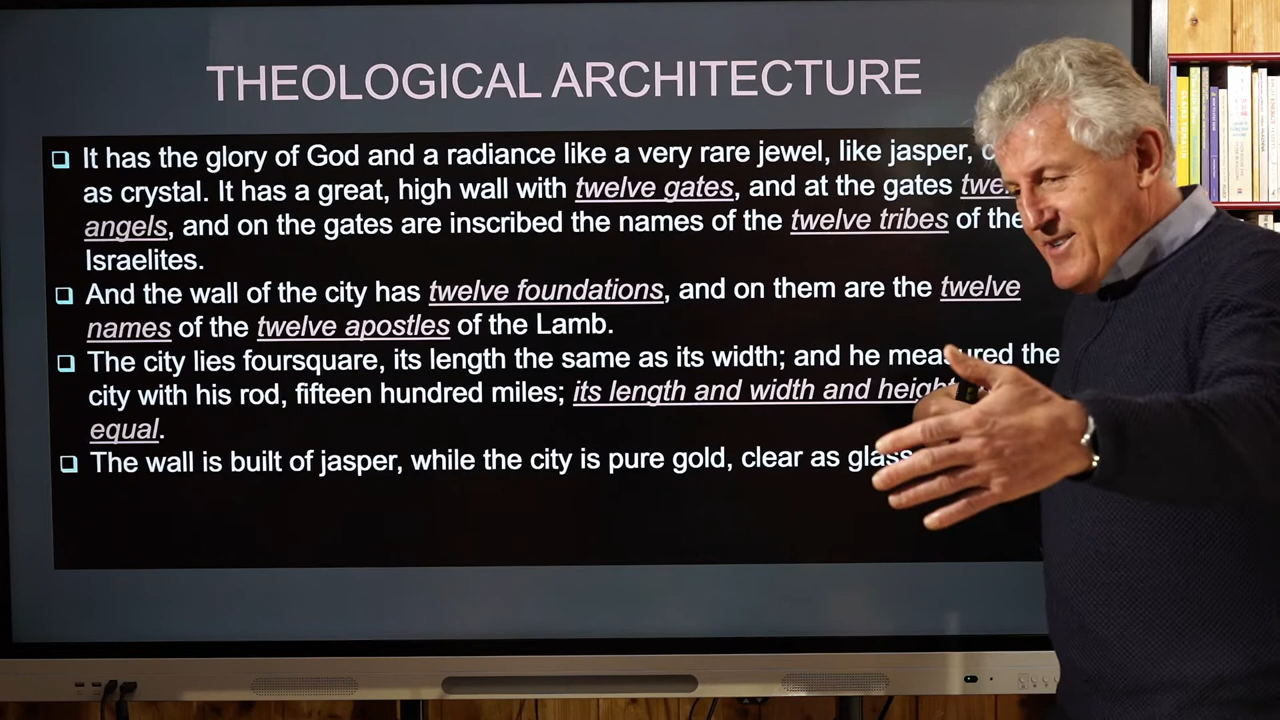 THEOLOGICAL ARCHITECTURE
It has the glory of God and a radiance like a very rare jewel, like jasper,
as crystal. It has a great, high wall with twelve gates, and at the gates
angels, and on the gates are inscribed the names of the twelve tribes of the
Israelites.
And the wall of the city has twelve foundations, and on them are the twelve
names of the twelve apostles of the Lamb.
The city lies foursquare, its length the same as its width; and he measured the
city with his rod, fifteen hundred miles; its length and width and height
equal.
The wall is built of jasper, while the city is pure gold, clear as glass